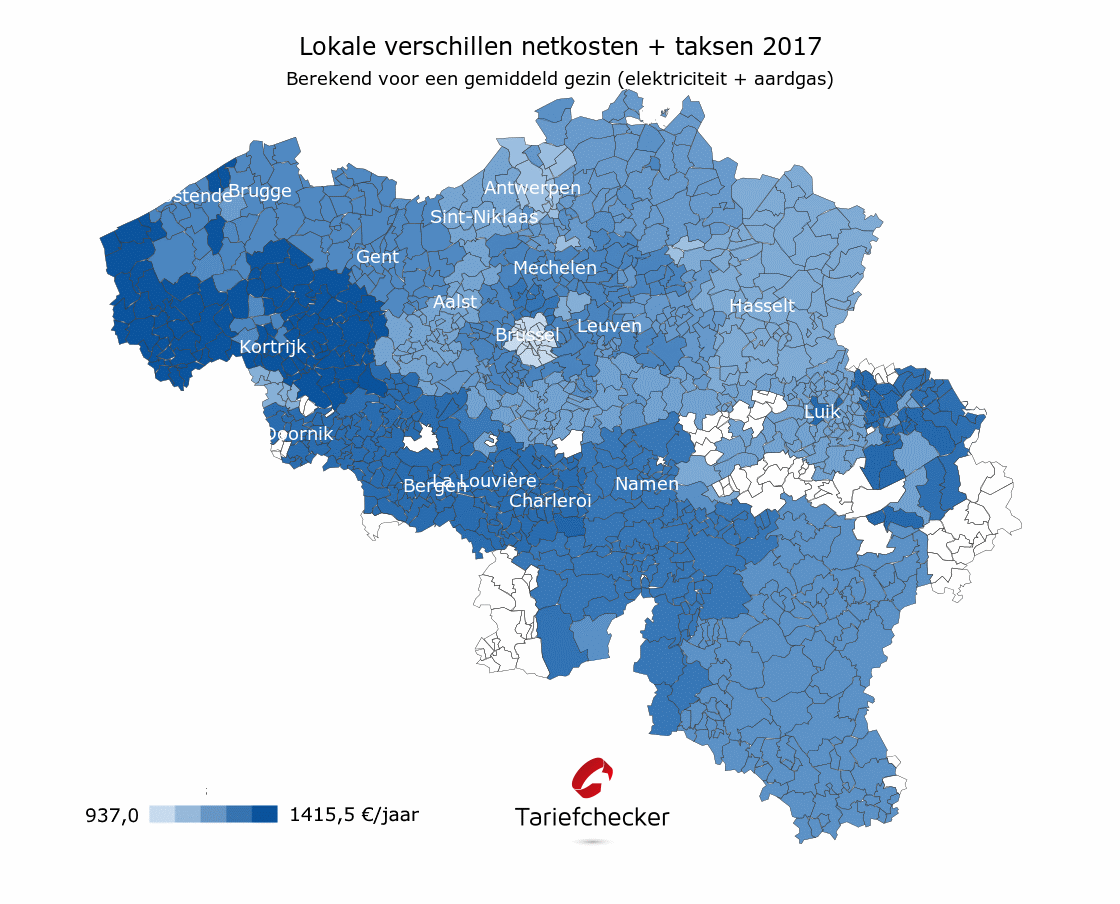 Lokale verschillen netkosten + taksen 2017
Berekend voor een gemiddeld gezin (elektriciteit + aardgas)
Antwerpen
stende Brugge
Sint-Niklaas
Gent
Mechelen
Aalst
Hasselt
Brussel Leuven
Kortrijk
Luik
Doornik
La Louvière
Bergen
Namen
Charleroi
937,0 1415,5 €/jaar
Tariefchecker